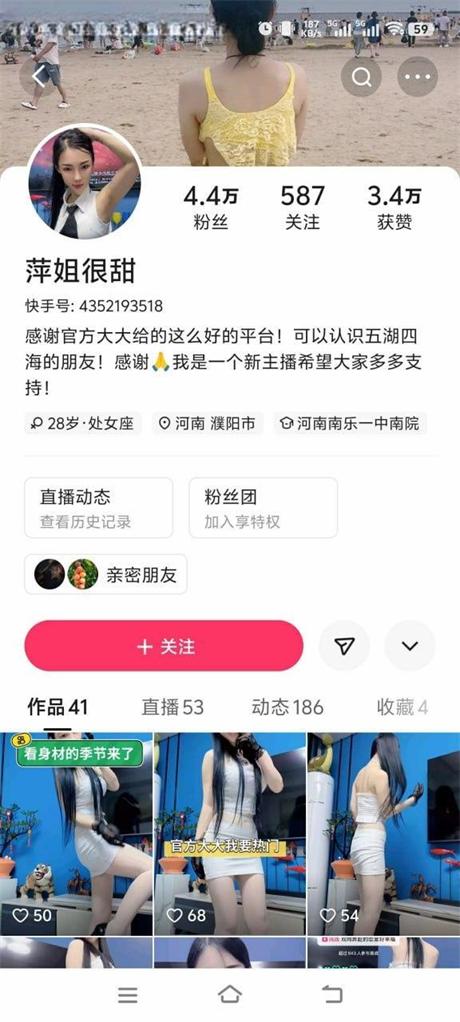 187
KB/s
5G
5G
59
4.4万
587
3.4万
粉丝
关注
获赞
萍姐很甜
快手号: 4352193518
感谢官方大大给的这么好的平台！可以认识五湖四
海的朋友！感谢🙏我是一个新主播希望大家多多支
持！
28岁·处女座
河南 濮阳市
河南南乐一中南院
直播动态
查看历史记录
粉丝团
加入享特权
亲密朋友
+ 关注
作品 41
直播 53
动态 186
收藏 4
看身材的季节来了
官方大大我要热门
50
68
54